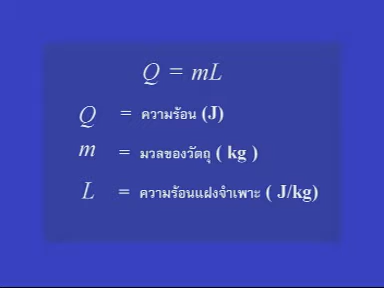 Q = mL
Q = ความร้อน (J)
m = มวลของวัตถุ ( kg )
L = ความร้อนแฝงจำเพาะ ( J/kg)